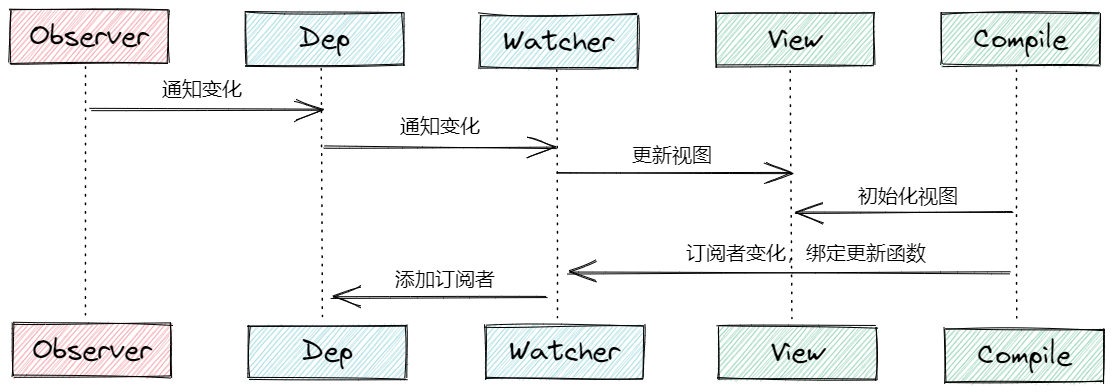 Observer
Dep
Watcher
View
Compile
通知变化
通知变化
更新视图
初始化视图
订阅者变化，绑定更新函数
添加订阅者
Observer
Dep
Watcher
View
Compile